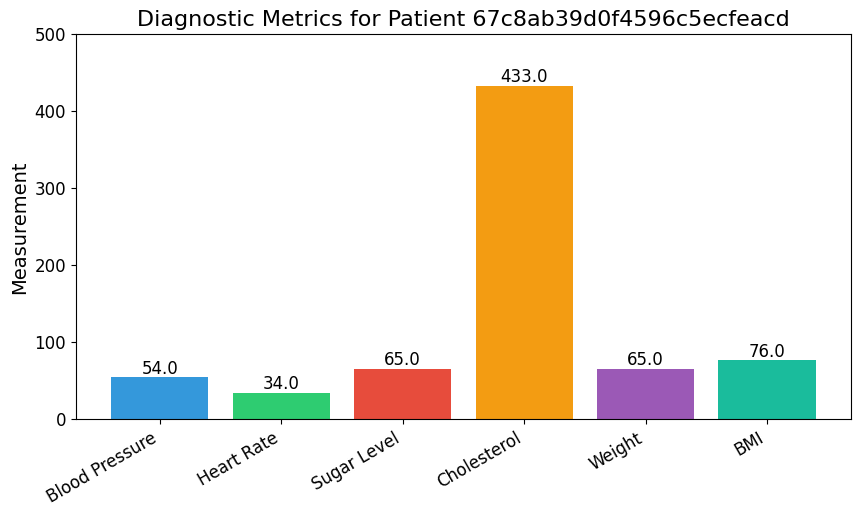 Diagnostic Metrics for Patient 67c8ab39d0f4596c5ecfeacd
Measurement
500
400
300
200
100
0
54.0
34.0
65.0
433.0
65.0
76.0
Blood Pressure
Heart Rate
Sugar Level
Cholesterol
Weight
BMI